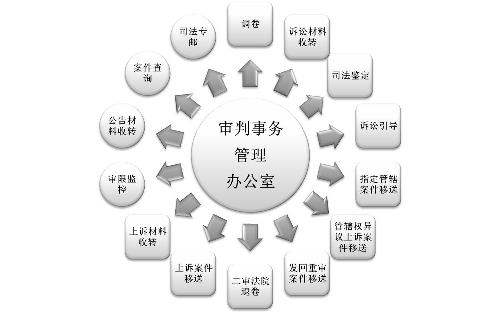 审判事务
管理
办公室
调卷
诉讼材料
收转
司法鉴定
诉讼引导
指定管辖
案件移送
管辖权异
议上诉案
件移送
发回重审
案件移送
二审法院
退卷
上诉案件
移送
上诉材料
收转
审限监
控
公告材
料收转
案件查
询
司法专
邮